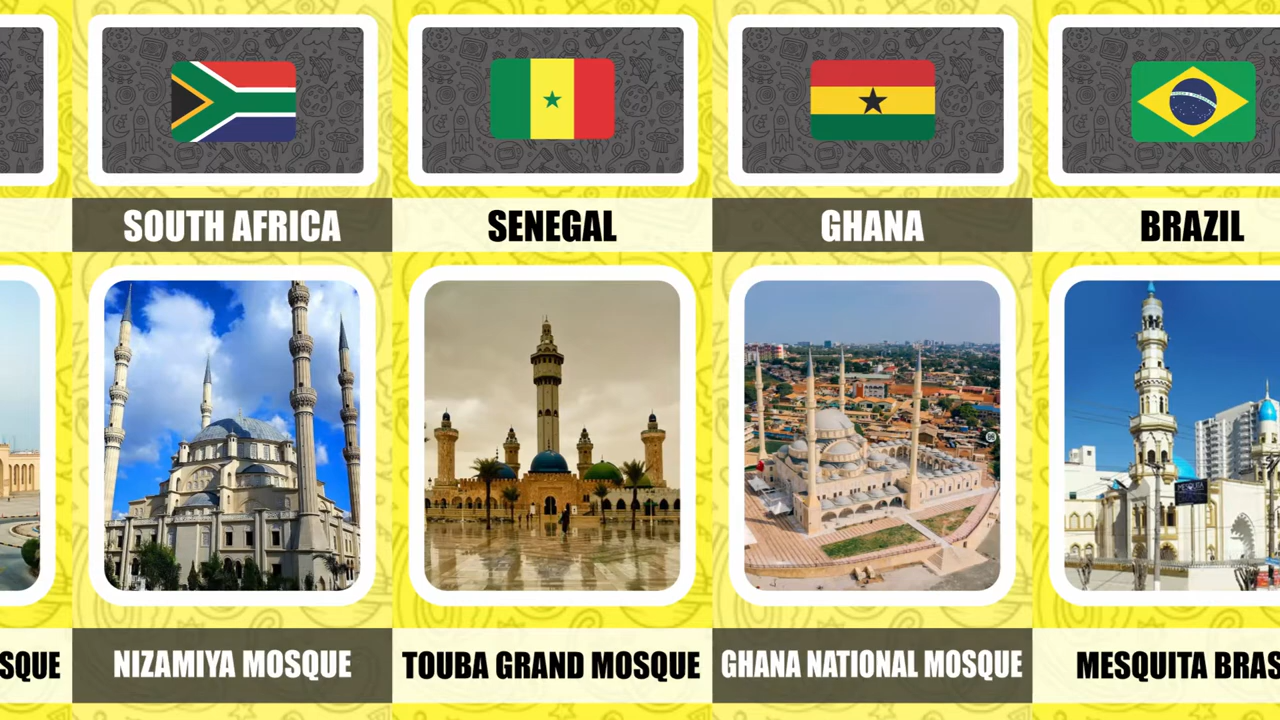 SOUTH AFRICA
SENEGAL
GHANA
BRAZIL
SQUE
NIZAMIYA MOSQUE
TOUBA GRAND MOSQUE
GHANA NATIONAL MOSQUE
MESQUITA BRAS